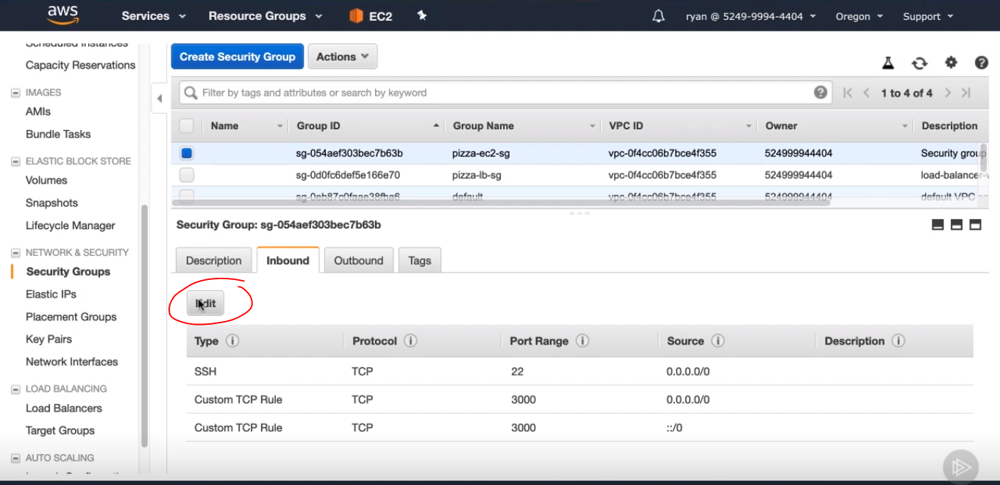 aws Services Resource Groups EC2 ryan @ 5249-9994-4404 Oregon Support
Scheduled Instances
Capacity Reservations
IMAGES
AMIs
Bundle Tasks
ELASTIC BLOCK STORE
Volumes
Snapshots
Lifecycle Manager
NETWORK & SECURITY
Security Groups
Elastic IPs
Placement Groups
Key Pairs
Network Interfaces
LOAD BALANCING
Load Balancers
Target Groups
AUTO SCALING
Create Security Group Actions
Filter by tags and attributes or search by keyword 1 to 4 of 4
Name Group ID Group Name VPC ID Owner Description
sg-054aef303bec7b63b pizza-ec2-sg vpc-0f4cc06b7bce4f355 524999944404 Security group
sg-0d0fc6def5e166e70 pizza-lb-sg vpc-0f4cc06b7bce4f355 524999944404 load-balancer-
sg-0eb87c0faae38fba6 default vpc-0f4cc06b7bce4f355 524999944404 default VPC
Security Group: sg-054aef303bec7b63b
Description Inbound Outbound Tags
Edit
Type Protocol Port Range Source Description
SSH TCP 22 0.0.0.0/0
Custom TCP Rule TCP 3000 0.0.0.0/0
Custom TCP Rule TCP 3000 ::/0